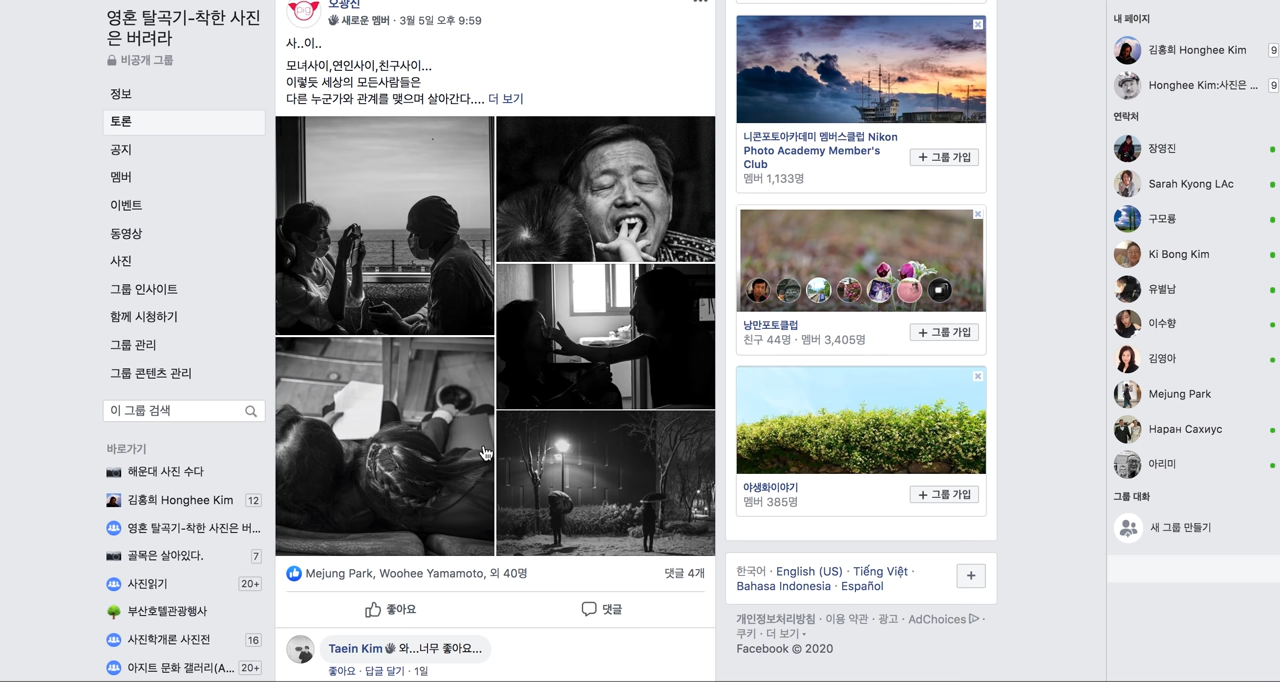 영혼 탈곡기-착한 사진
은 버려라
비공개 그룹
정보
토론
공지
멤버
이벤트
동영상
사진
그룹 인사이트
함께 시청하기
그룹 관리
그룹 콘텐츠 관리
이 그룹 검색
바로가기
해운대 사진 수다
김홍희 Honghee Kim 12
영혼 탈곡기-착한 사진은 버...
골목은 살아있다. 7
사진읽기 20+
부산호텔관광행사
사진학개론 사진전 16
아지트 문화 갤러리(A... 20+
오광진
새로운 멤버 · 3월 5일 오후 9:59
사..이..
모녀사이,연인사이,친구사이...
이렇듯 세상의 모든사람들은
다른 누군가와 관계를 맺으며 살아간다.... 더 보기
Mejung Park, Woohee Yamamoto, 외 40명 댓글 4개
좋아요 댓글
Taein Kim 와...너무 좋아요...
좋아요 · 답글 달기 · 1일
니콘포토아카데미 멤버스클럽 Nikon
Photo Academy Member's
Club
멤버 1,133명
+ 그룹 가입
낭만포토클럽
친구 44명 · 멤버 3,405명
+ 그룹 가입
야생화이야기
멤버 385명
+ 그룹 가입
한국어 · English (US) · Tiếng Việt ·
Bahasa Indonesia · Español
개인정보처리방침 · 이용 약관 · 광고 · AdChoices ·
쿠키 · 더 보기
Facebook © 2020
내 페이지
김홍희 Honghee Kim 9
Honghee Kim:사진은 ... 9
연락처
장영진
Sarah Kyong LAc
구모룡
Ki Bong Kim
유별남
이수향
김영아
Mejung Park
Наран Сахиус
아리미
그룹 대화
새 그룹 만들기